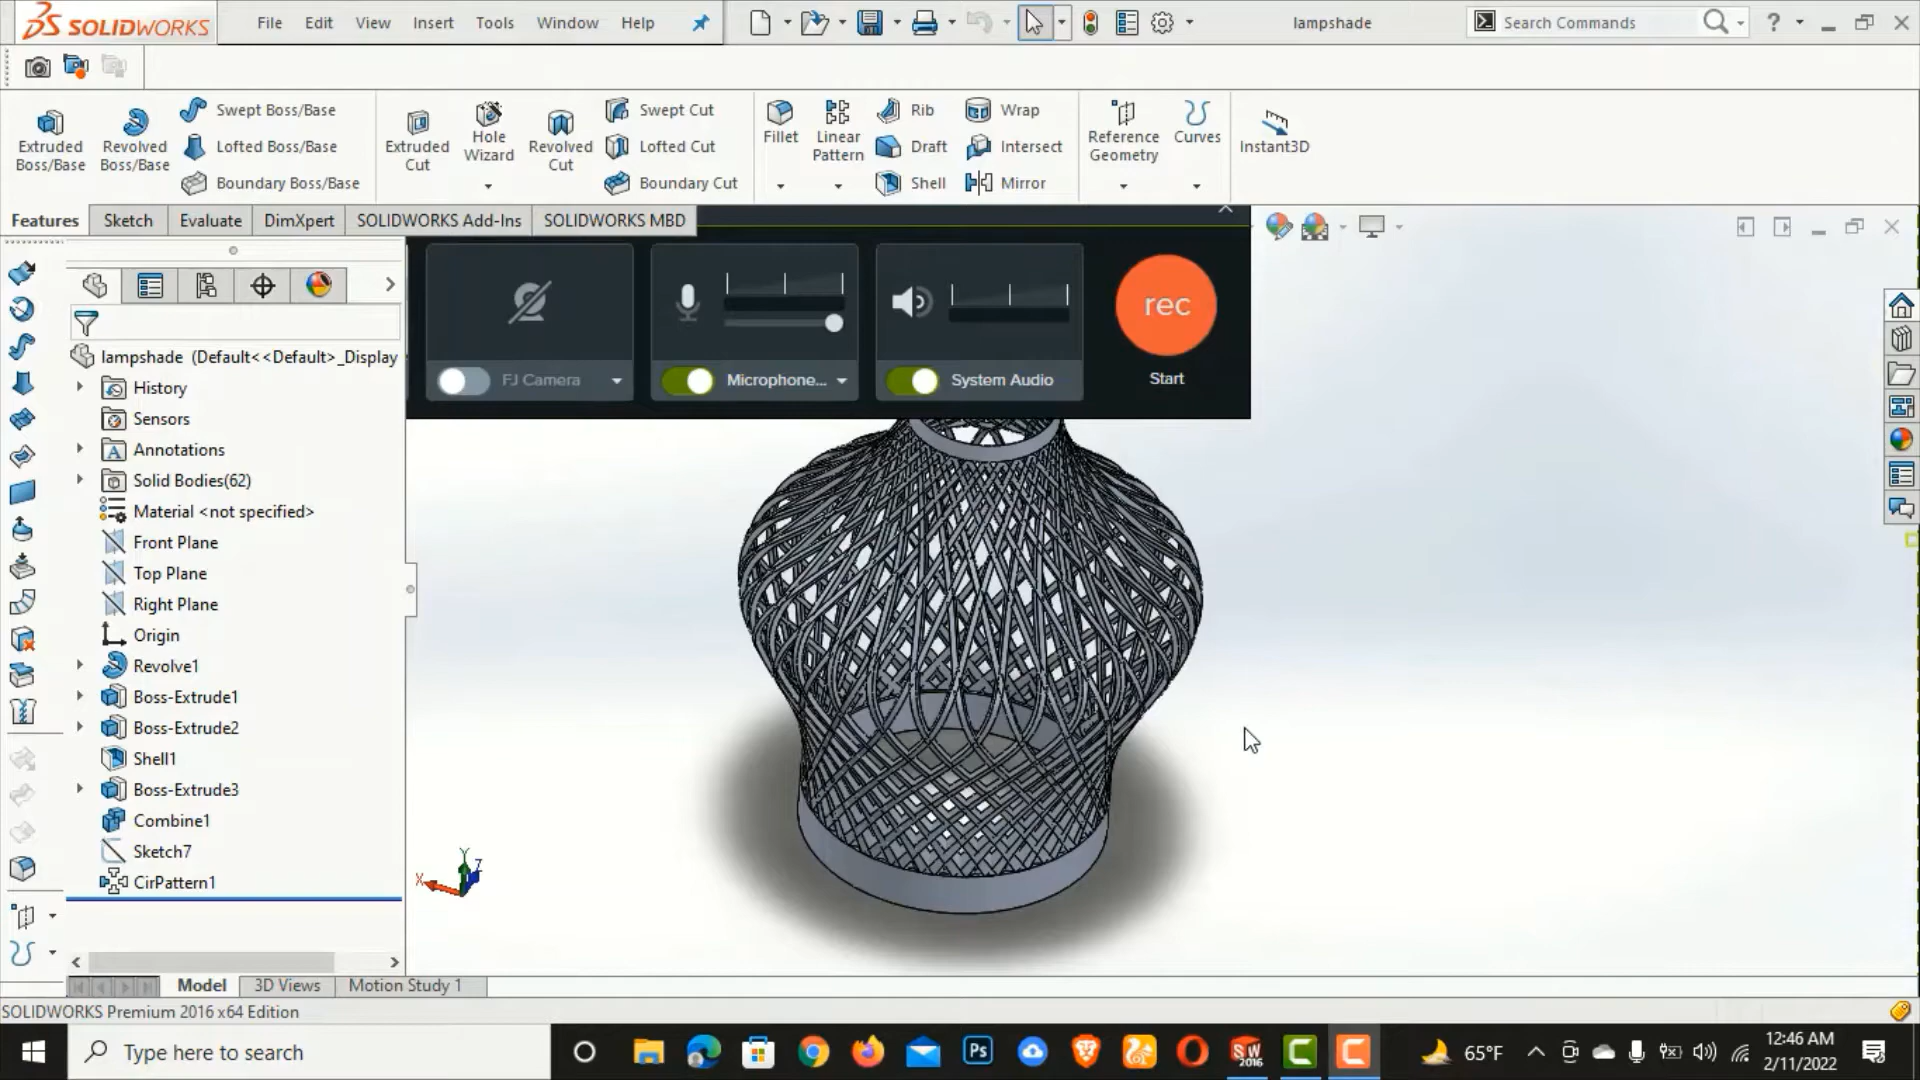 SOLIDWORKS File Edit View Insert Tools Window Help lampshade Search Commands ?
Extruded Boss/Base
Revolved Boss/Base
Swept Boss/Base
Lofted Boss/Base
Boundary Boss/Base
Extruded Cut
Hole Wizard
Revolved Cut
Swept Cut
Lofted Cut
Boundary Cut
Fillet
Linear Pattern
Rib
Draft
Shell
Wrap
Intersect
Mirror
Reference Geometry
Curves
Instant3D
Features Sketch Evaluate DimXpert SOLIDWORKS Add-Ins SOLIDWORKS MBD
rec
FJ Camera Microphone... System Audio Start
lampshade (Default<<Default>_Display
History
Sensors
Annotations
Solid Bodies(62)
Material <not specified>
Front Plane
Top Plane
Right Plane
Origin
Revolve1
Boss-Extrude1
Boss-Extrude2
Shell1
Boss-Extrude3
Combine1
Sketch7
CirPattern1
Y
Z
X
Model 3D Views Motion Study 1
SOLIDWORKS Premium 2016 x64 Edition
Type here to search
Ps
SW 2016
65°F
12:46 AM
2/11/2022